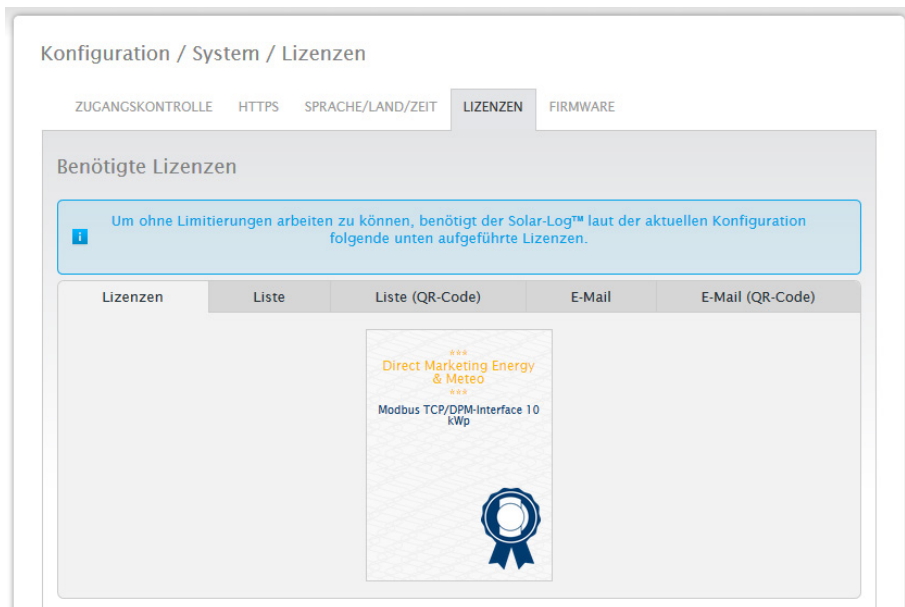 Konfiguration / System / Lizenzen
ZUGANGSKONTROLLE HTTPS SPRACHE/LAND/ZEIT LIZENZEN FIRMWARE
Benötigte Lizenzen
Um ohne Limitierungen arbeiten zu können, benötigt der Solar-Log™ laut der aktuellen Konfiguration
i
folgende unten aufgeführte Lizenzen.
Lizenzen Liste Liste (QR-Code) E-Mail E-Mail (QR-Code)
***
Direct Marketing Energy
& Meteo
***
Modbus TCP/DPM-Interface 10
kWp